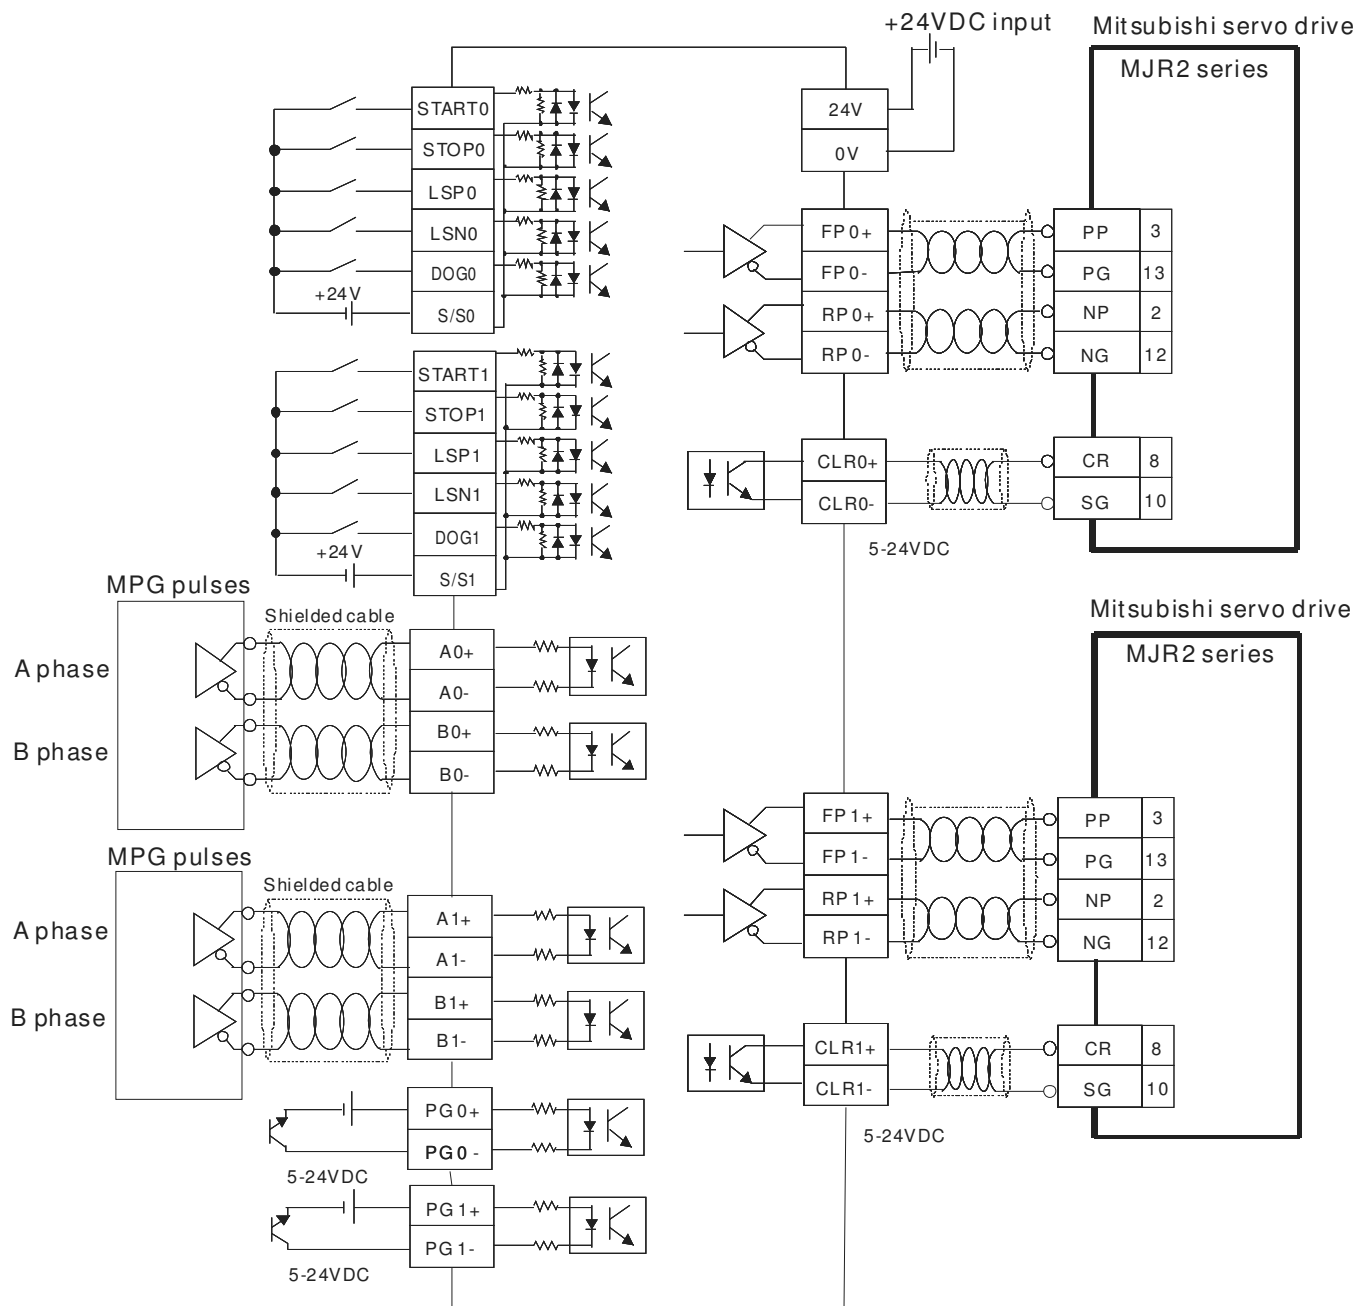 +24VDC input
Mitsubishi servo drive
MJR2 series
START0
STOP0
LSP0
LSN0
DOG0
+24V
S/S0
24V
0V
FP0+
FP0-
RP0+
RP0-
PP 3
PG 13
NP 2
NG 12
START1
STOP1
LSP1
LSN1
DOG1
+24V
S/S1
CLR0+
CLR0-
5-24VDC
CR 8
SG 10
MPG pulses
Shielded cable
A phase
B phase
A0+
A0-
B0+
B0-
Mitsubishi servo drive
MJR2 series
MPG pulses
Shielded cable
A phase
B phase
A1+
A1-
B1+
B1-
FP1+
FP1-
RP1+
RP1-
PP 3
PG 13
NP 2
NG 12
CLR1+
CLR1-
5-24VDC
CR 8
SG 10
PG0+
PG0-
5-24VDC
PG1+
PG1-
5-24VDC